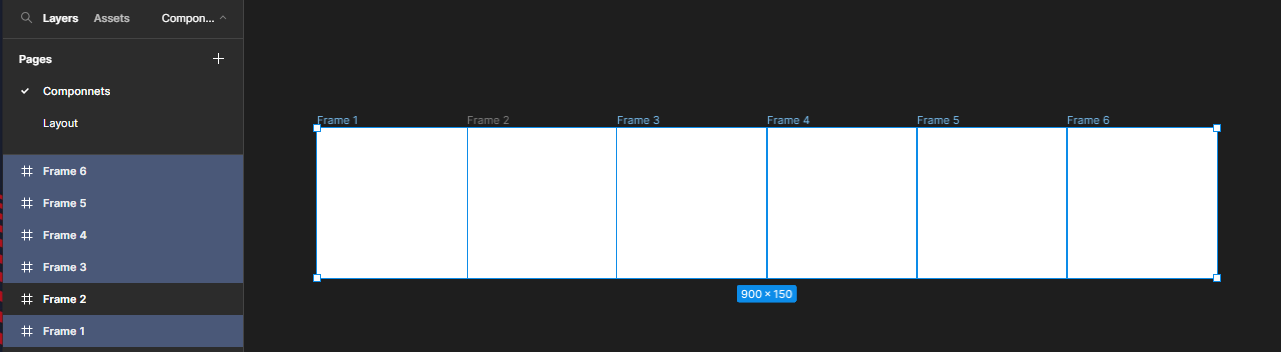 Layers Assets Compon...
Pages
Componnets
Layout
Frame 6
Frame 5
Frame 4
Frame 3
Frame 2
Frame 1
Frame 1 Frame 2 Frame 3 Frame 4 Frame 5 Frame 6
900 × 150